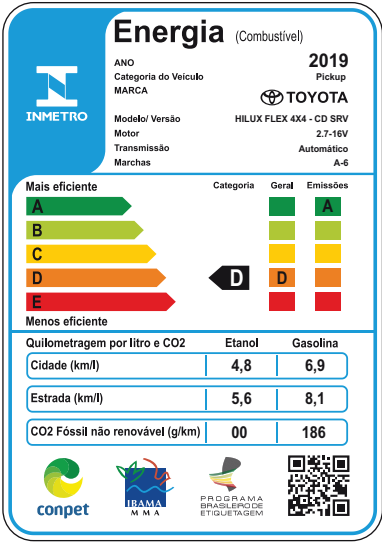 Energia (Combustível)
ANO 2019
Categoria do Veículo Pickup
MARCA TOYOTA
INMETRO
Modelo/ Versão HILUX FLEX 4X4 - CD SRV
Motor 2.7-16V
Transmissão Automático
Marchas A-6
Mais eficiente Categoria Geral Emissões
A A
B
C
D D D
E
Menos eficiente
Quilometragem por litro e CO2 Etanol Gasolina
Cidade (km/l) 4,8 6,9
Estrada (km/l) 5,6 8,1
CO2 Fóssil não renovável (g/km) 00 186
conpet
IBAMA
MMA
PROGRAMA
BRASILEIRO DE
ETIQUETAGEM